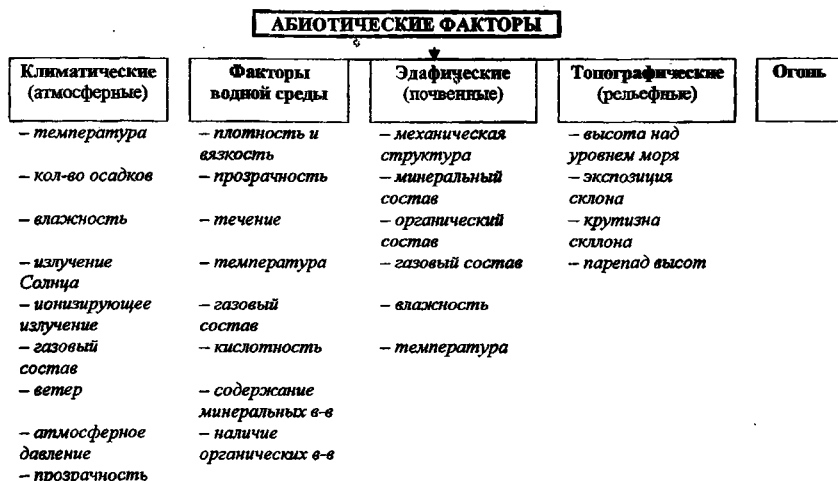 АБИОТИЧЕСКИЕ ФАКТОРЫ
Климатические
(атмосферные)
– температура
– кол-во осадков
– влажность
– излучение
Солнца
– ионизирующее
излучение
– газовый
состав
– ветер
– атмосферное
давление
– прозрачность
Факторы
водной среды
– плотность и
вязкость
– прозрачность
– течение
– температура
– газовый
состав
– кислотность
– содержание
минеральных в-в
– наличие
органических в-в
Эдафические
(почвенные)
– механическая
структура
– минеральный
состав
– органический
состав
– газовый состав
– влажность
– температура
Топографические
(рельефные)
– высота над
уровнем моря
– экспозиция
склона
– крутизна
скллона
– парепад высот
Огонь